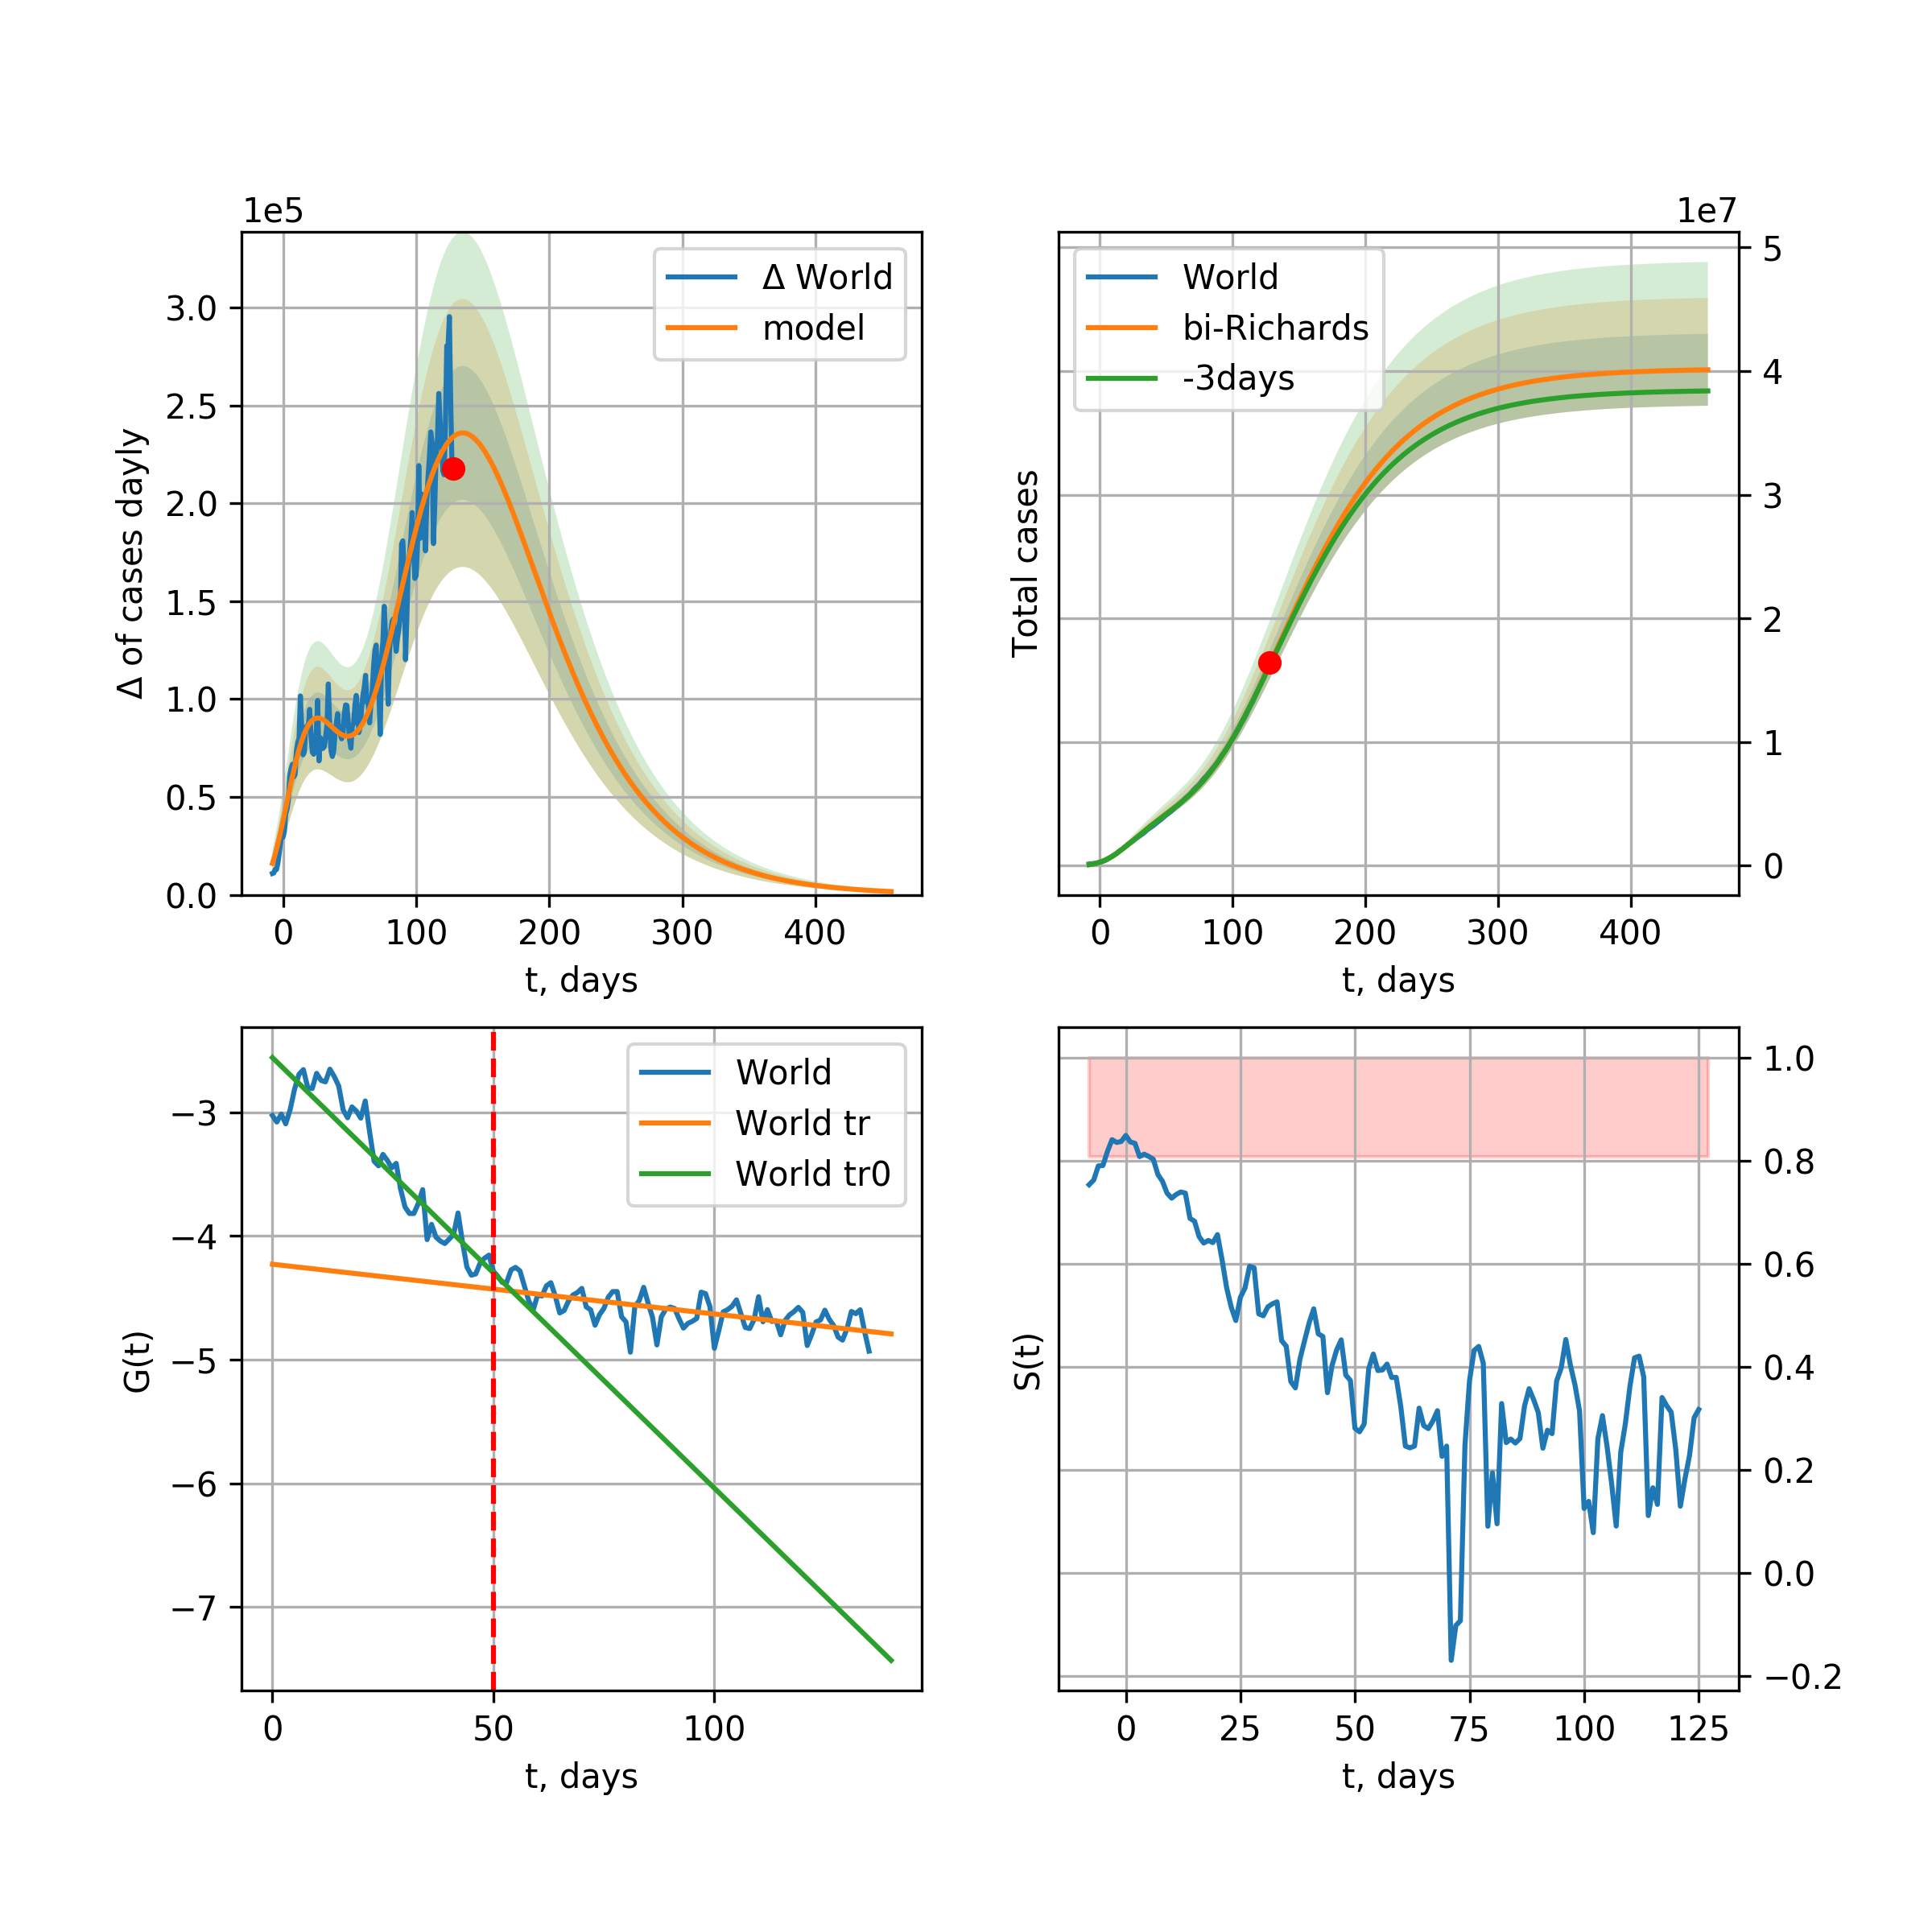 1e5
Δ World
model
3.0
2.5
2.0
1.5
1.0
0.5
0.0
Δ of cases dayly
0 100 200 300 400
t, days
1e7
World
bi-Richards
-3days
5
4
3
2
1
0
Total cases
0 100 200 300 400
t, days
World
World tr
World tr0
−3
−4
−5
−6
−7
G(t)
0 50 100
t, days
1.0
0.8
0.6
0.4
0.2
0.0
−0.2
S(t)
0 25 50 75 100 125
t, days